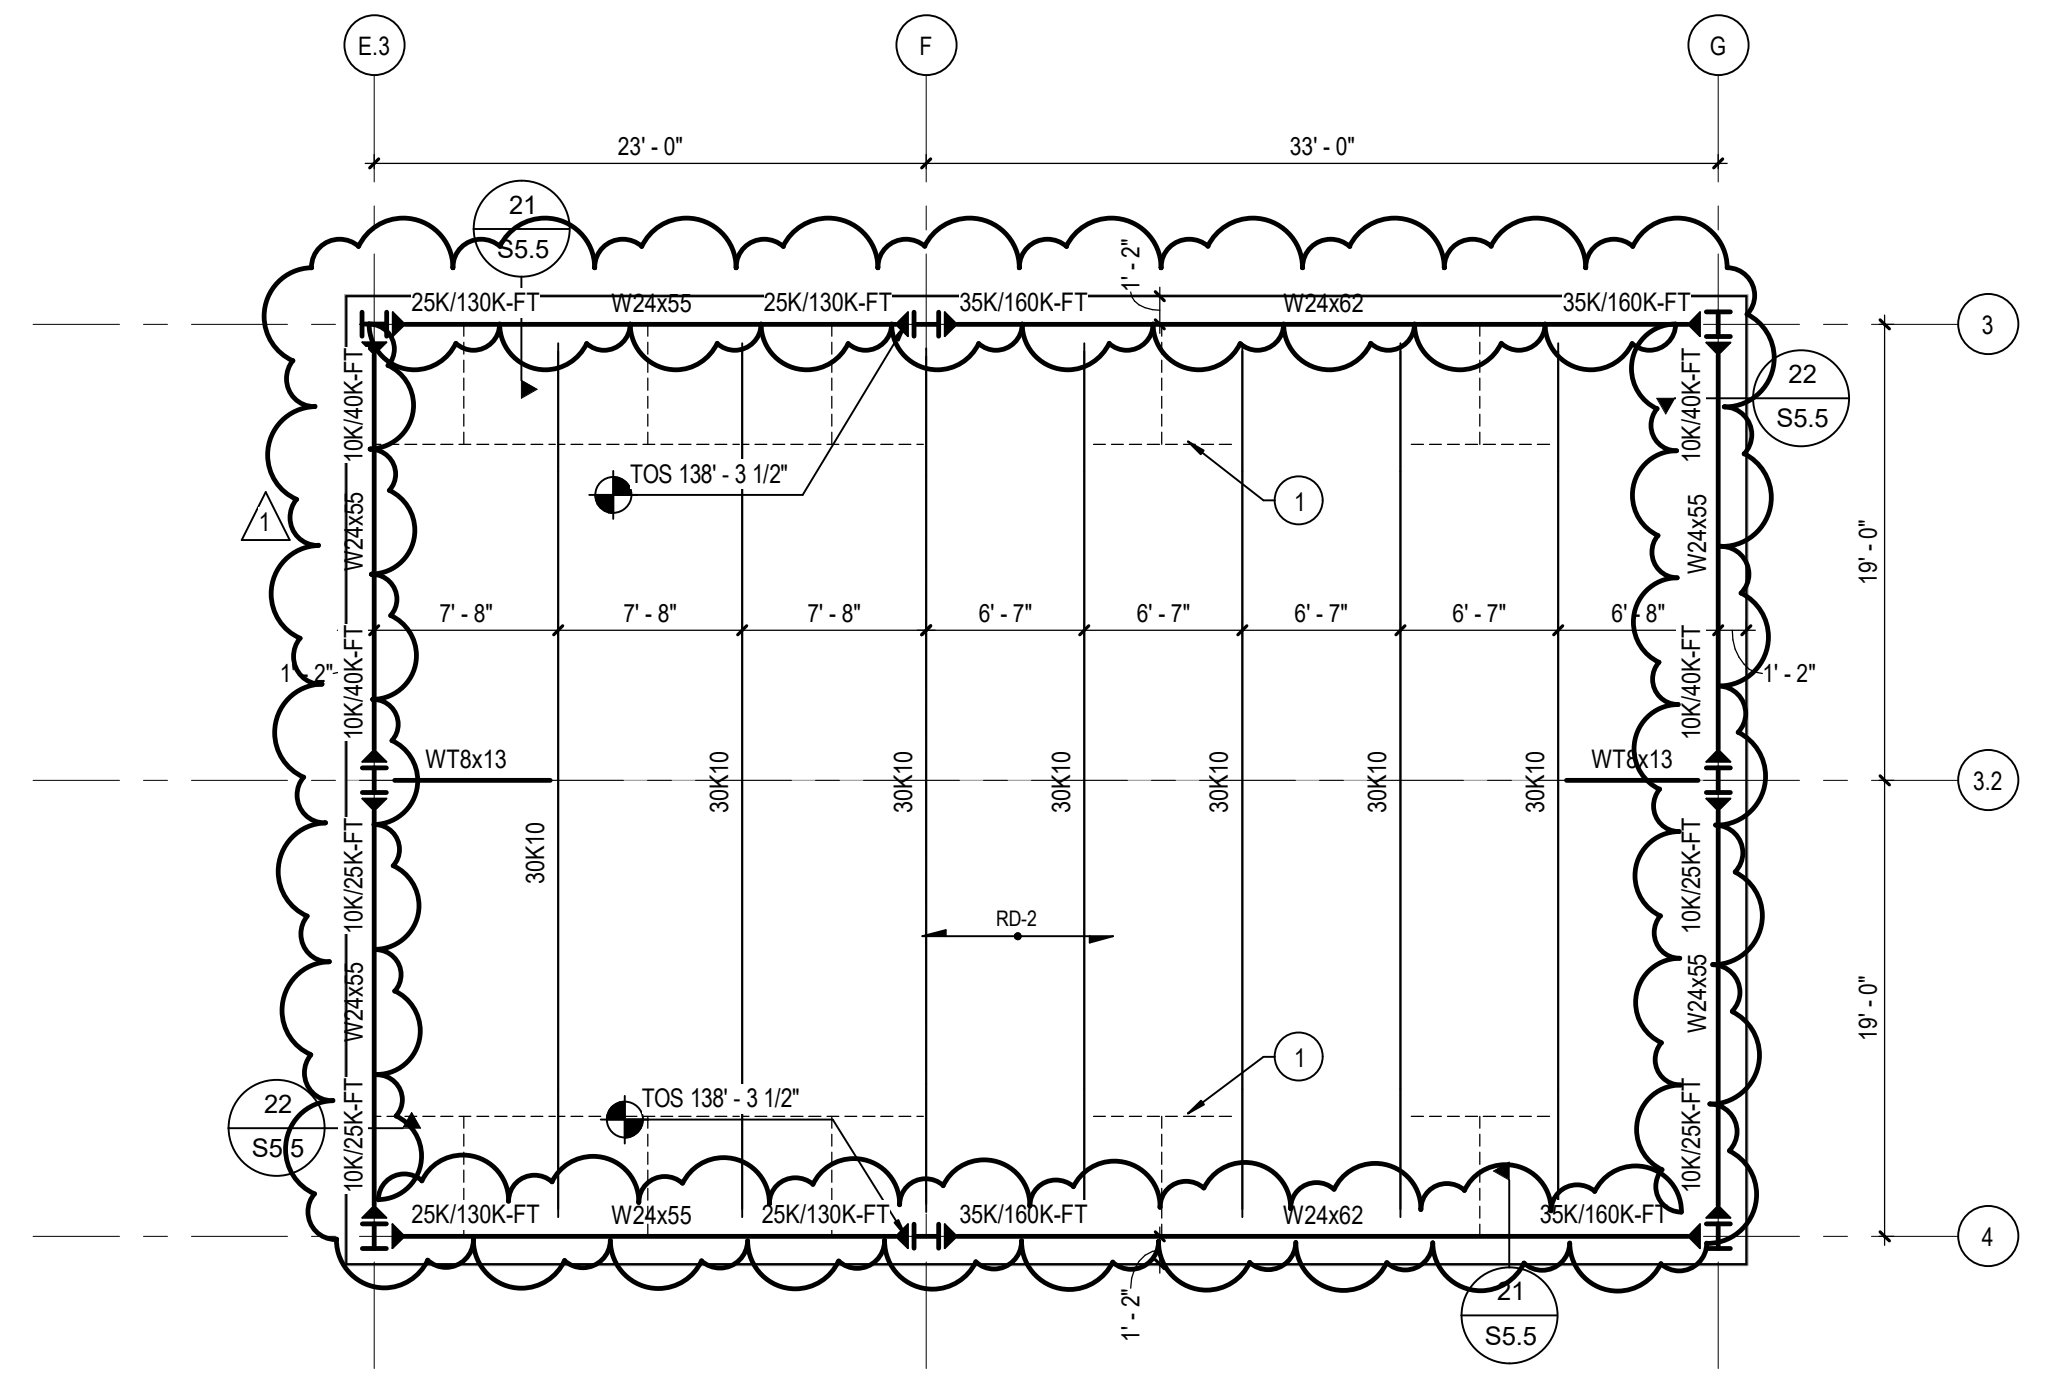 E.3
F
G
23' - 0"
33' - 0"
21
S5.5
1' - 2"
25K/130K-FT
W24x55
25K/130K-FT
35K/160K-FT
W24x62
35K/160K-FT
3
10K/40K-FT
10K/40K-FT
22
S5.5
TOS 138' - 3 1/2"
1
1
W24x55
W24x55
19' - 0"
7' - 8"
7' - 8"
7' - 8"
6' - 7"
6' - 7"
6' - 7"
6' - 7"
6' - 8"
1' - 2"
10K/40K-FT
10K/40K-FT
1' - 2"
WT8x13
WT8x13
30K10
30K10
30K10
30K10
30K10
30K10
3.2
30K10
10K/25K-FT
10K/25K-FT
RD-2
W24x55
W24x55
19' - 0"
1
TOS 138' - 3 1/2"
22
S5.5
10K/25K-FT
10K/25K-FT
25K/130K-FT
W24x55
25K/130K-FT
35K/160K-FT
W24x62
35K/160K-FT
4
1' - 2"
21
S5.5